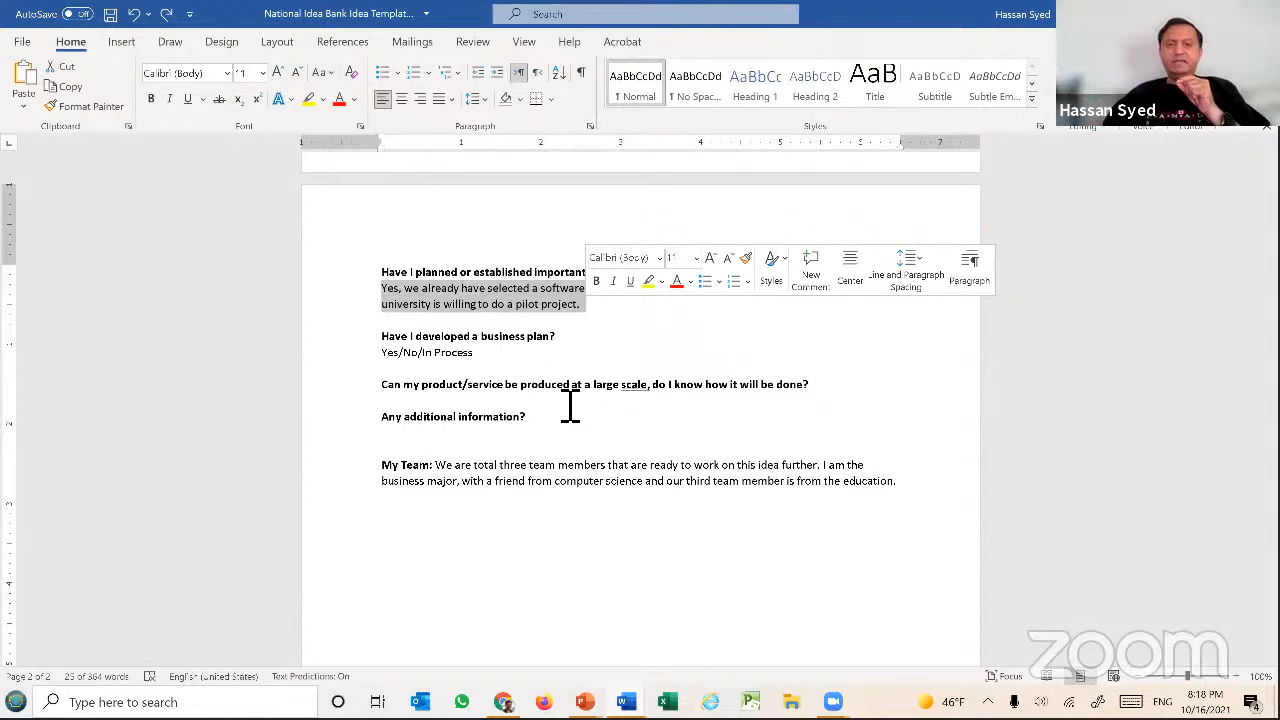 AutoSave Off National Idea Bank Idea Templat... Search Hassan Syed
File Home Insert Draw Design Layout References Mailings Review View Help Acrobat
Paste Cut Copy Format Painter
Calibri (Body) 11
AaBbCcDd AaBbCcDd AaBbCc AaBbCcD AaB AaBbCcD AaBbCcDd
¶ Normal ¶ No Spac... Heading 1 Heading 2 Title Subtitle Subtle Em...
Clipboard Font Paragraph Styles
Hassan Syed
Calibri (Body) 11
Styles New Comment Center Line and Paragraph Spacing Paragraph
Have I planned or established important
Yes, we already have selected a software
university is willing to do a pilot project.
Have I developed a business plan?
Yes/No/In Process
Can my product/service be produced at a large scale, do I know how it will be done?
Any additional information?
My Team: We are total three team members that are ready to work on this idea further. I am the
business major, with a friend from computer science and our third team member is from the education.
zoom
Page 2 of 2 25 of 364 words English (United States) Text Predictions: On Focus 100%
Type here to search 46°F ENG 8:18 PM
10/16/2021